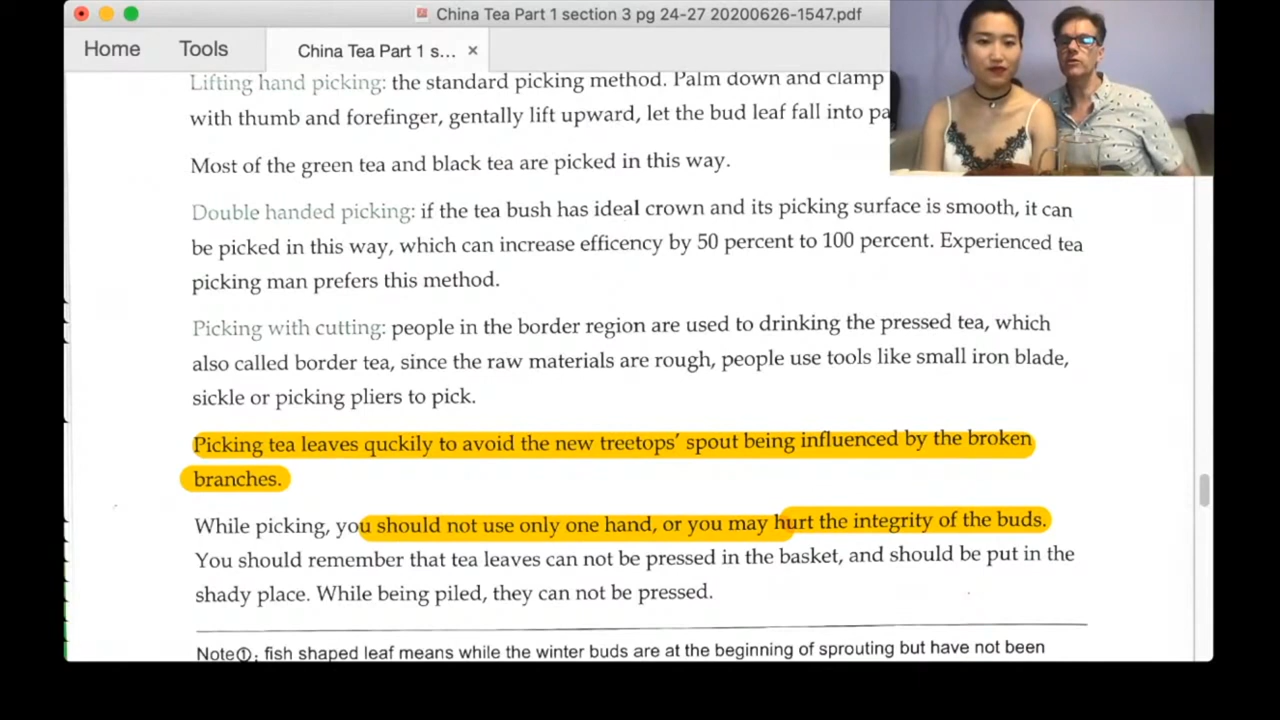 China Tea Part 1 section 3 pg 24-27 20200626-1547.pdf
Home Tools China Tea Part 1 s... ×
Lifting hand picking: the standard picking method. Palm down and clamp
with thumb and forefinger, gentally lift upward, let the bud leaf fall into
Most of the green tea and black tea are picked in this way.
Double handed picking: if the tea bush has ideal crown and its picking surface is smooth, it can
be picked in this way, which can increase efficency by 50 percent to 100 percent. Experienced tea
picking man prefers this method.
Picking with cutting: people in the border region are used to drinking the pressed tea, which
also called border tea, since the raw materials are rough, people use tools like small iron blade,
sickle or picking pliers to pick.
Picking tea leaves quckily to avoid the new treetops' spout being influenced by the broken
branches.
While picking, you should not use only one hand, or you may hurt the integrity of the buds.
You should remember that tea leaves can not be pressed in the basket, and should be put in the
shady place. While being piled, they can not be pressed.
Note①: fish shaped leaf means while the winter buds are at the beginning of sprouting but have not been